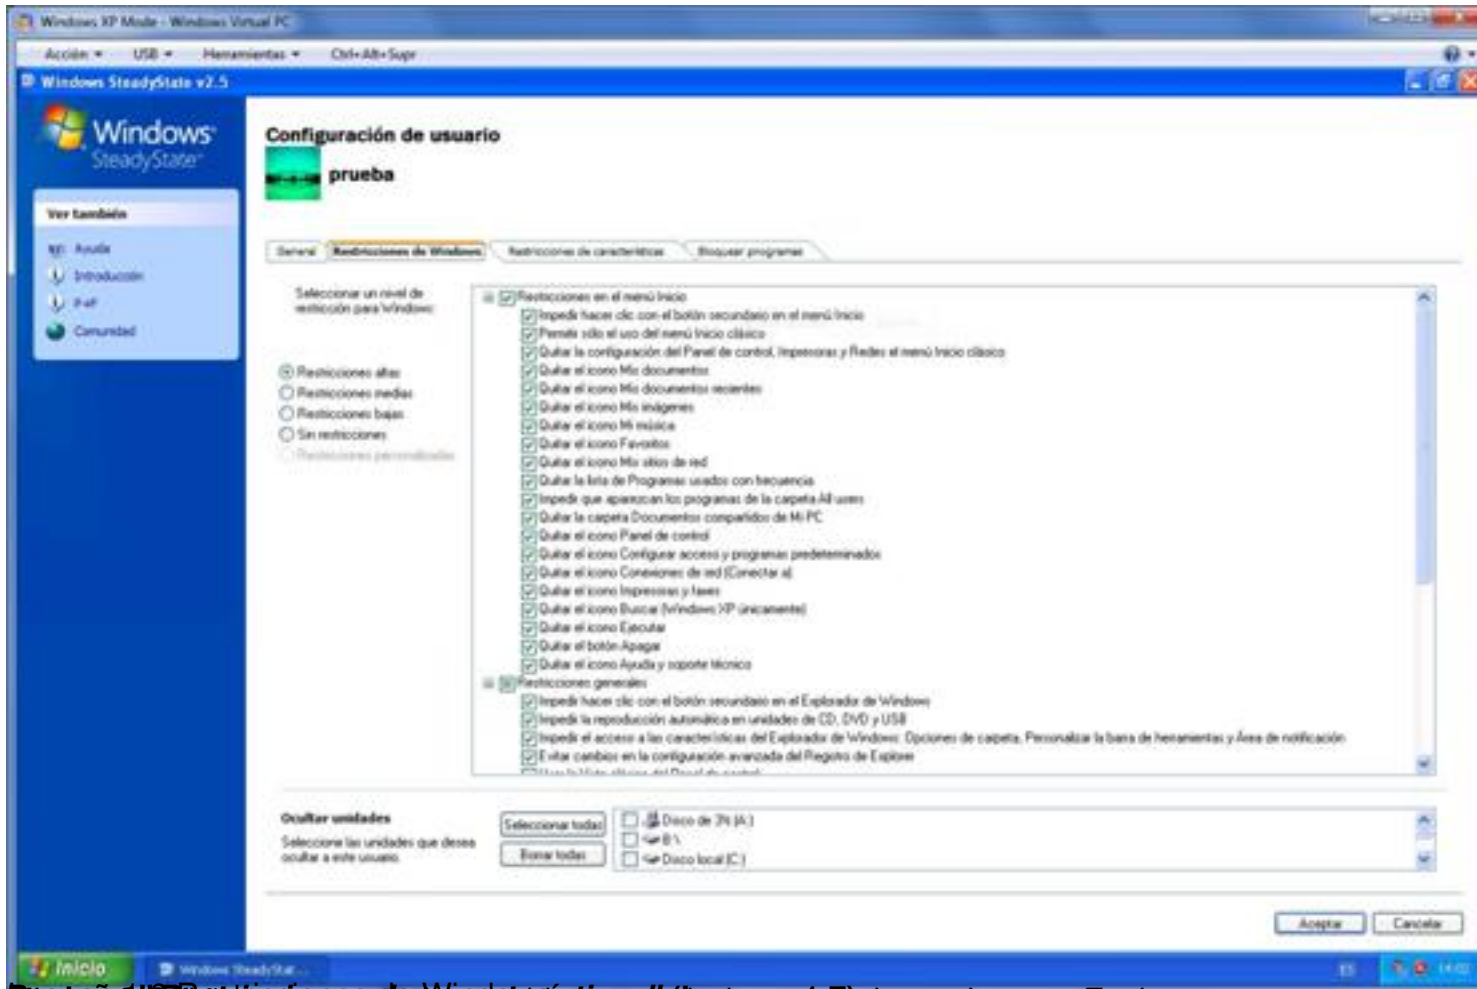 Windows XP Mode - Windows Virtual PC
Acción USB Herramientas Ctrl+Alt+Supr
Windows SteadyState v2.5
Windows
SteadyState
Ver también
Ayuda
Introducción
P+F
Comunidad
Configuración de usuario
prueba
General Restricciones de Windows Restricciones de características Bloquear programas
Seleccionar un nivel de
restricción para Windows:
Restricciones altas
Restricciones medias
Restricciones bajas
Sin restricciones
Restricciones personalizadas
Restricciones en el menú Inicio
Impedir hacer clic con el botón secundario en el menú Inicio
Permitir sólo el uso del menú Inicio clásico
Quitar la configuración del Panel de control, Impresoras y Redes el menú Inicio clásico
Quitar el icono Mis documentos
Quitar el icono Mis documentos recientes
Quitar el icono Mis imágenes
Quitar el icono Mi música
Quitar el icono Favoritos
Quitar el icono Mis sitios de red
Quitar la lista de Programas usados con frecuencia
Impedir que aparezcan los programas de la carpeta All users
Quitar la carpeta Documentos compartidos de Mi PC
Quitar el icono Panel de control
Quitar el icono Configurar acceso y programas predeterminados
Quitar el icono Conexiones de red (Conectar a)
Quitar el icono Impresoras y faxes
Quitar el icono Buscar (Windows XP únicamente)
Quitar el icono Ejecutar
Quitar el botón Apagar
Quitar el icono Ayuda y soporte técnico
Restricciones generales
Impedir hacer clic con el botón secundario en el Explorador de Windows
Impedir la reproducción automática en unidades de CD, DVD y USB
Impedir el acceso a las características del Explorador de Windows: Opciones de carpeta, Personalizar la barra de herramientas y Área de notificación
Evitar cambios en la configuración avanzada del Registro de Explorer
Ocultar unidades
Seleccione las unidades que desea
ocultar a este usuario.
Seleccionar todas
Borrar todas
Disco de 3½ (A:)
B:\
Disco local (C:)
Aceptar Cancelar
Inicio Windows SteadyStat... ES 14:02